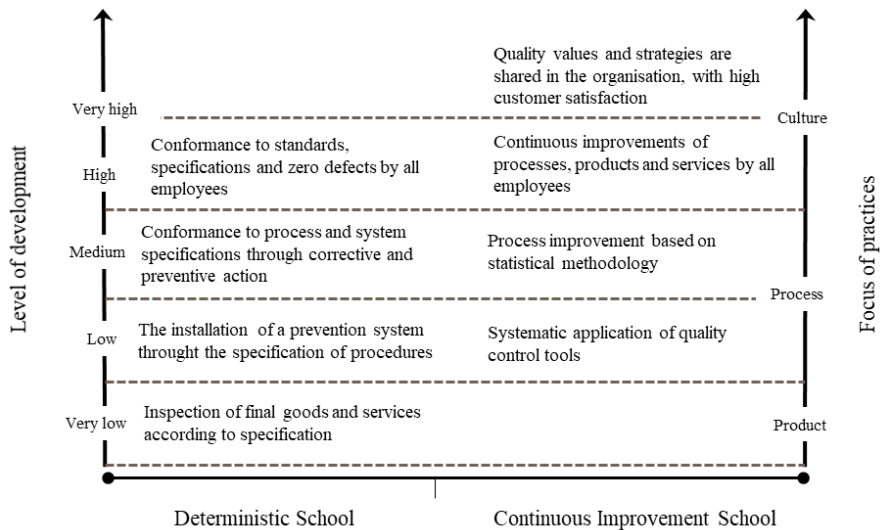 Quality values and strategies are
shared in the organisation, with high
customer satisfaction
Very high
Culture
Conformance to standards,
specifications and zero defects by all
employees
Continuous improvements of
processes, products and services by all
employees
High
Level of development
Focus of practices
Conformance to process and system
specifications through corrective and
preventive action
Process improvement based on
statistical methodology
Medium
Process
The installation of a prevention system
throught the specification of procedures
Systematic application of quality
control tools
Low
Inspection of final goods and services
according to specification
Very low
Product
Deterministic School
Continuous Improvement School